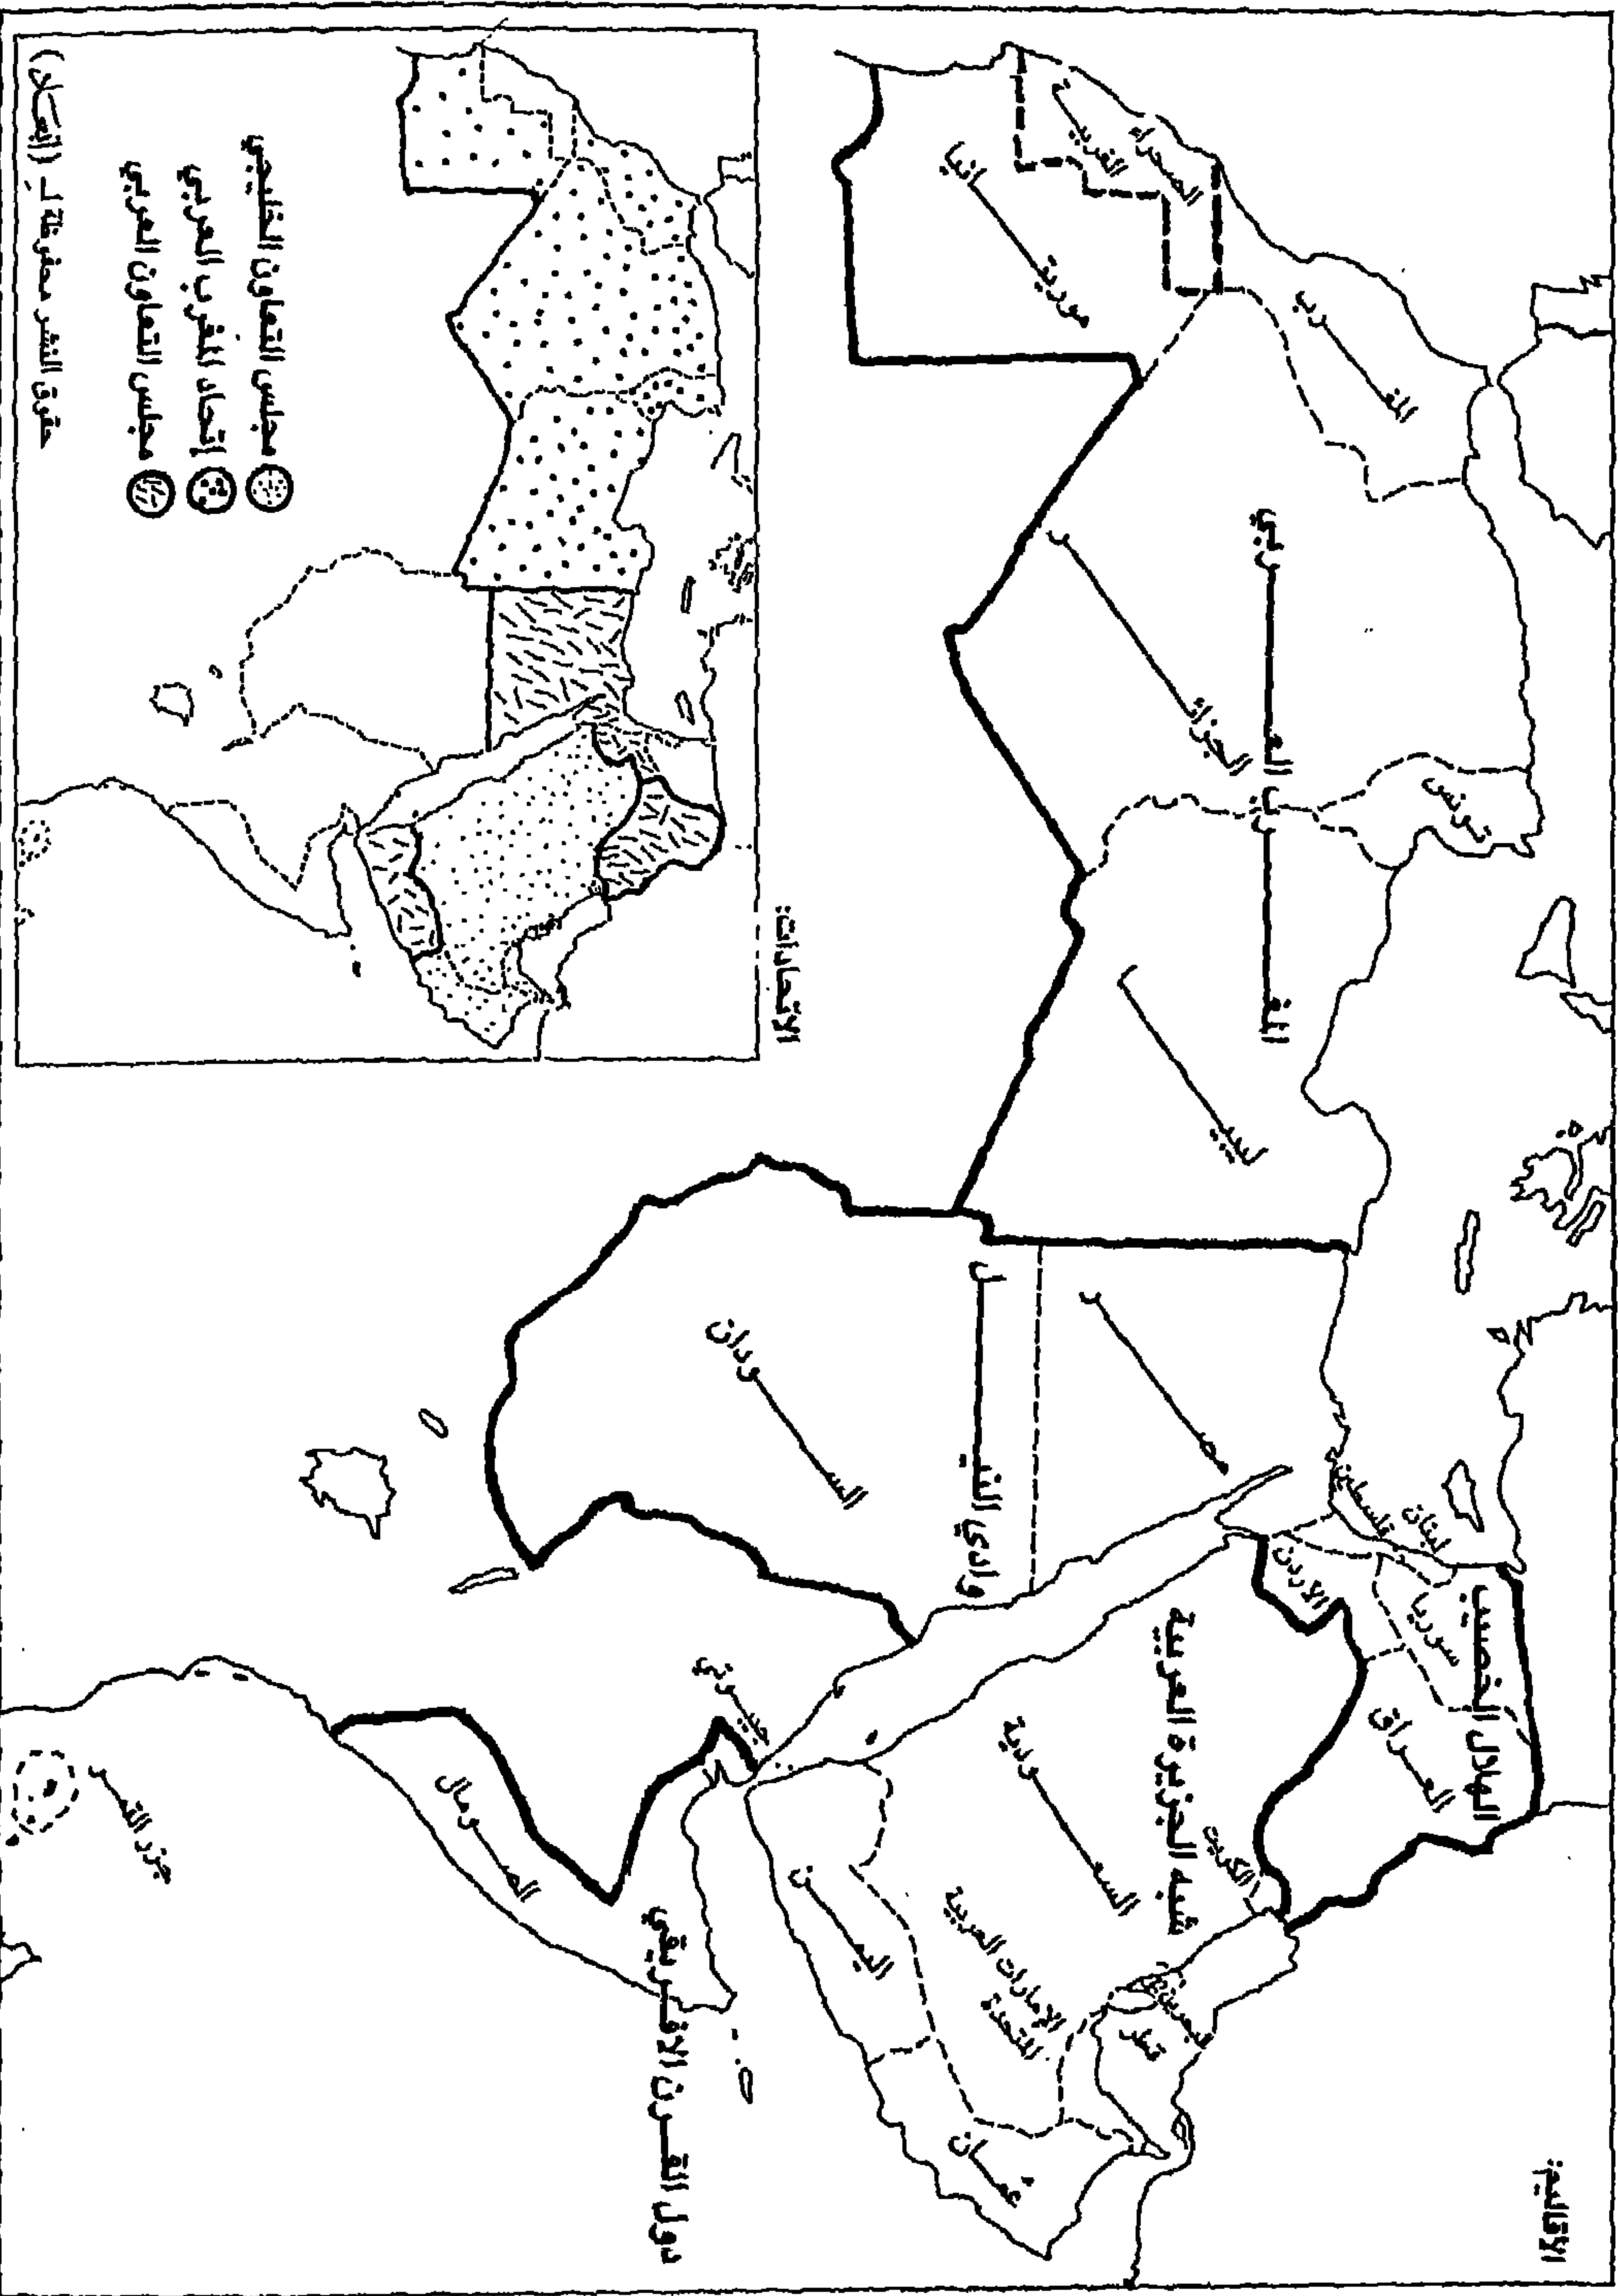 الأقاليم:
المغرب العربي
المغرب
الصحراء
الغربية
موريتانيا
الجزائر
تونس
ليبيا
وادي النيل
مصر
السودان
الهلال الخصيب
لبنان
فلسطين
سوريا
الأردن
العراق
شبه الجزيرة العربية
الكويت
السعودية
البحرين
قطر
الإمارات العربية
المتحدة
عمان
اليمن
دول القرن الافريقي
جيبوتي
الصومال
جزر القمر
الاتحادات:
مجلس التعاون الخليجي
إتحاد المغرب العربي
مجلس التعاون العربي
حقوق النشر محفوظة لـ